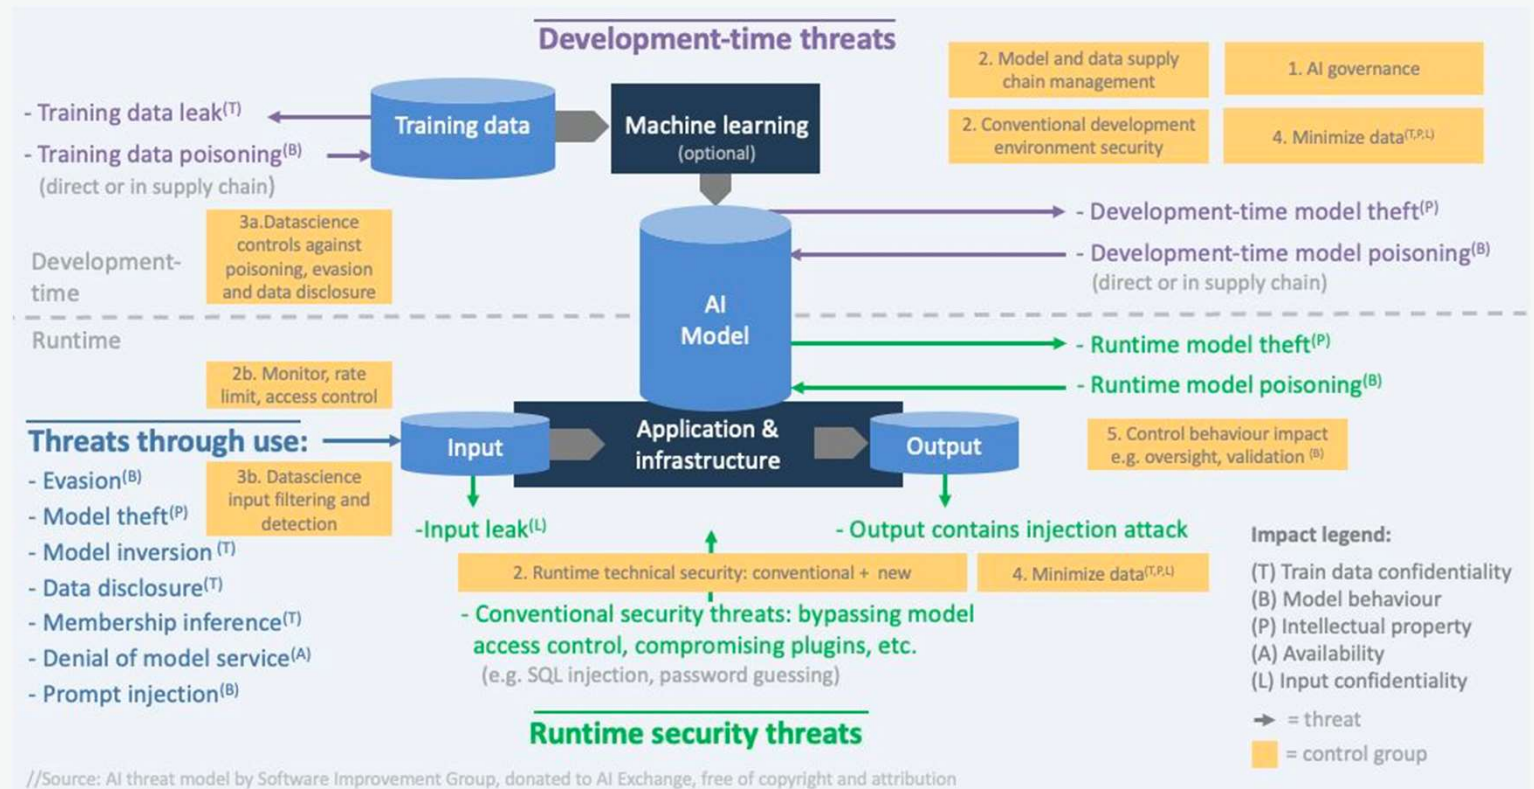 Development-time threats
2. Model and data supply
chain management
1. AI governance
- Training data leak(T)
Training data
Machine learning
(optional)
2. Conventional development
environment security
4. Minimize data(T,P,L)
- Training data poisoning(B)
(direct or in supply chain)
3a.Datascience
controls against
poisoning, evasion
and data disclosure
- Development-time model theft(P)
- Development-time model poisoning(B)
(direct or in supply chain)
Development-
time
AI
Model
Runtime
- Runtime model theft(P)
- Runtime model poisoning(B)
2b. Monitor, rate
limit, access control
Threats through use:
Input
Application &
infrastructure
Output
5. Control behaviour impact
e.g. oversight, validation (B)
- Evasion(B)
- Model theft(P)
- Model inversion (T)
- Data disclosure(T)
- Membership inference(T)
- Denial of model service(A)
- Prompt injection(B)
3b. Datascience
input filtering and
detection
-Input leak(L)
- Output contains injection attack
2. Runtime technical security: conventional + new
4. Minimize data(T,P,L)
- Conventional security threats: bypassing model
access control, compromising plugins, etc.
(e.g. SQL injection, password guessing)
Runtime security threats
Impact legend:
(T) Train data confidentiality
(B) Model behaviour
(P) Intellectual property
(A) Availability
(L) Input confidentiality
= threat
= control group
//Source: AI threat model by Software Improvement Group, donated to AI Exchange, free of copyright and attribution